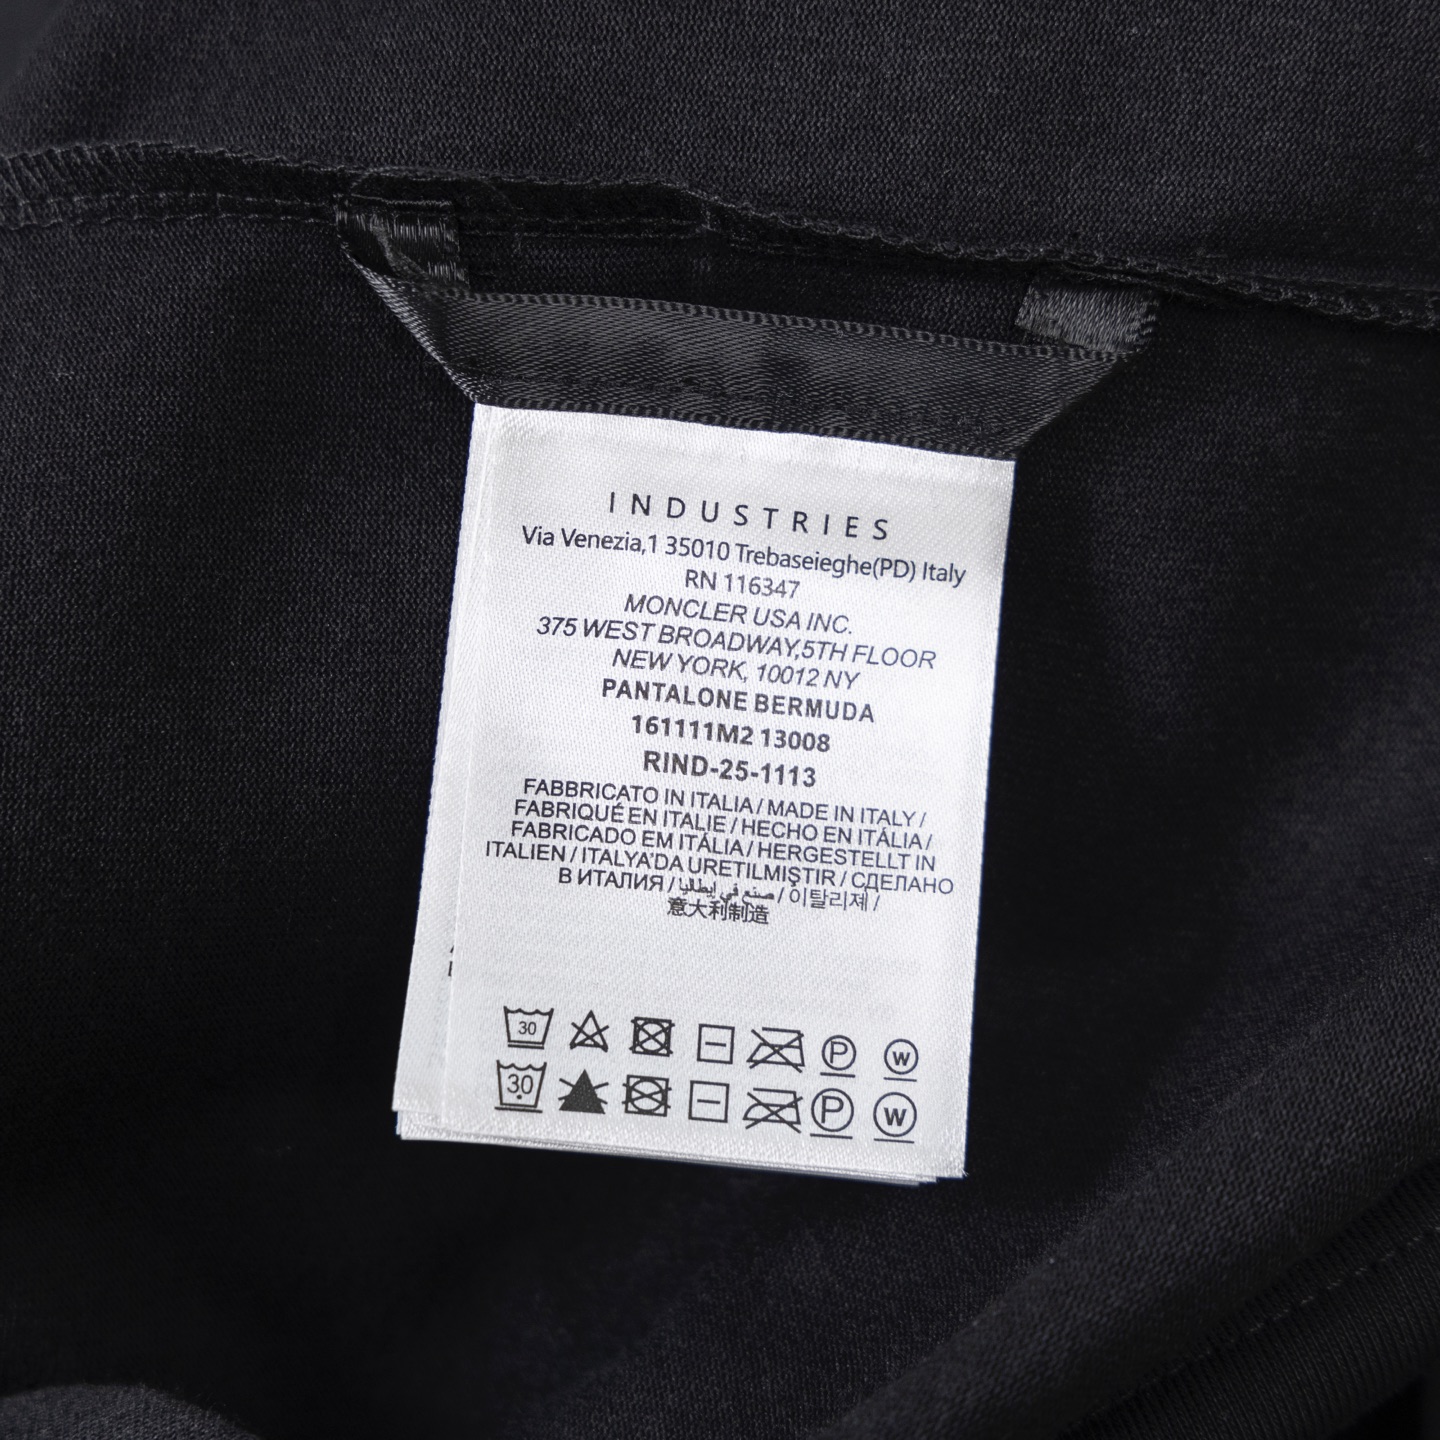 INDUSTRIES
Via Venezia,1 35010 Trebaseieghe(PD) Italy
RN 116347
MONCLER USA INC.
375 WEST BROADWAY,5TH FLOOR
NEW YORK, 10012 NY
PANTALONE BERMUDA
161111M2 13008
RIND-25-1113
FABBRICATO IN ITALIA / MADE IN ITALY /
FABRIQUÉ EN ITALIE / HECHO EN ITÁLIA /
FABRICADO EM ITÁLIA / HERGESTELLT IN
ITALIEN / ITALYA'DA URETILMIŞTIR / СДЕЛАНО
В ИТАЛИЯ / صنع في إيطاليا / 이탈리제 /
意大利制造
30 P W
30 P W